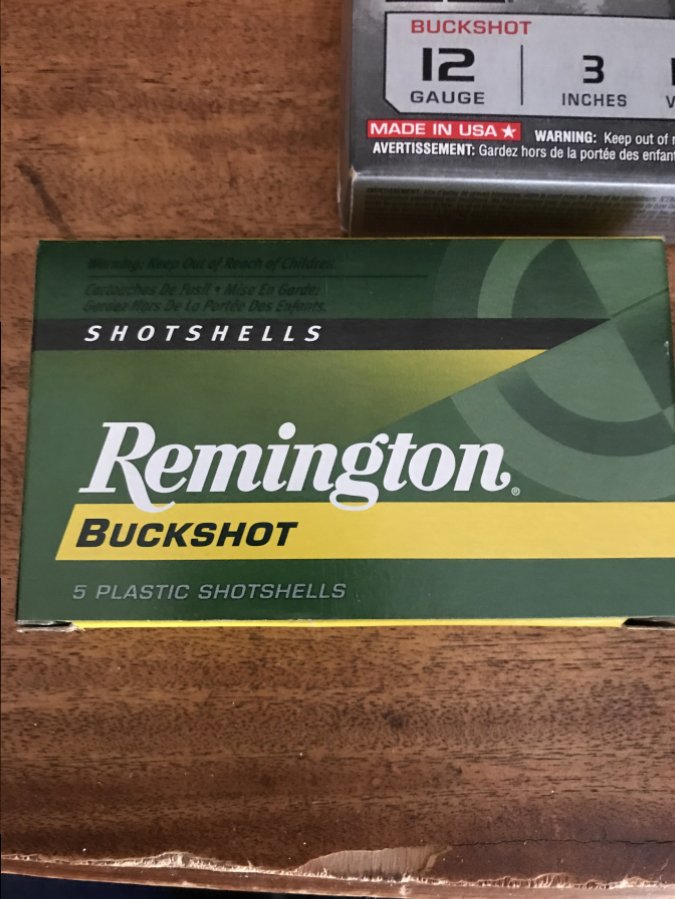 BUCKSHOT
12
GAUGE
3
INCHES
MADE IN USA
WARNING: Keep out of
AVERTISSEMENT: Gardez hors de la portée des enfant
Warning: Keep Out of Reach of Children.
Cartouches De Fusil • Mise En Garde:
Gardez Hors De La Portée Des Enfants.
SHOTSHELLS
Remington®
BUCKSHOT
5 PLASTIC SHOTSHELLS